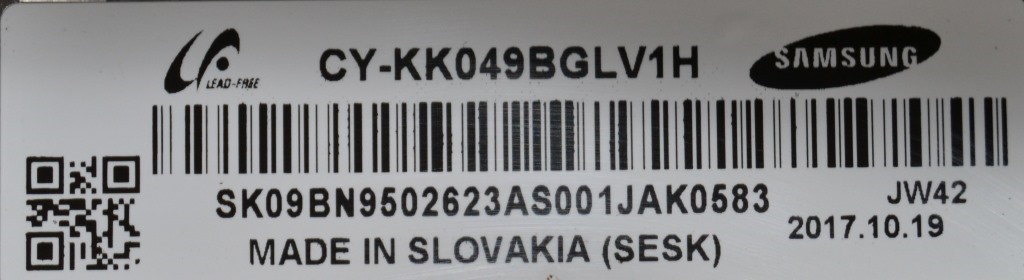 LEAD-FREE
CY-KK049BGLV1H
SAMSUNG
SK09BN9502623AS001JAK0583
JW42
2017.10.19
MADE IN SLOVAKIA (SESK)